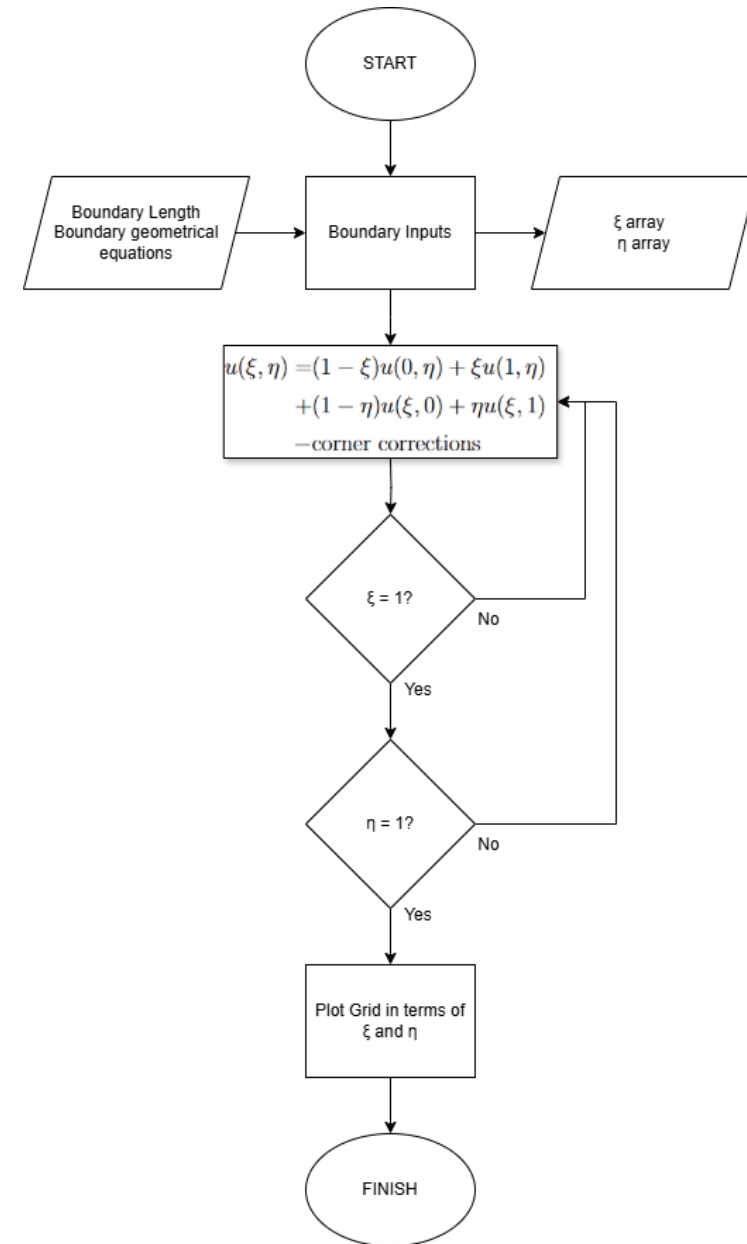 START
Boundary Length
Boundary geometrical
equations
Boundary Inputs
ξ array
η array
u(ξ, η) =(1 − ξ)u(0, η) + ξu(1, η)
+(1 − η)u(ξ, 0) + ηu(ξ, 1)
−corner corrections
ξ = 1?
No
Yes
η = 1?
No
Yes
Plot Grid in terms of
ξ and η
FINISH